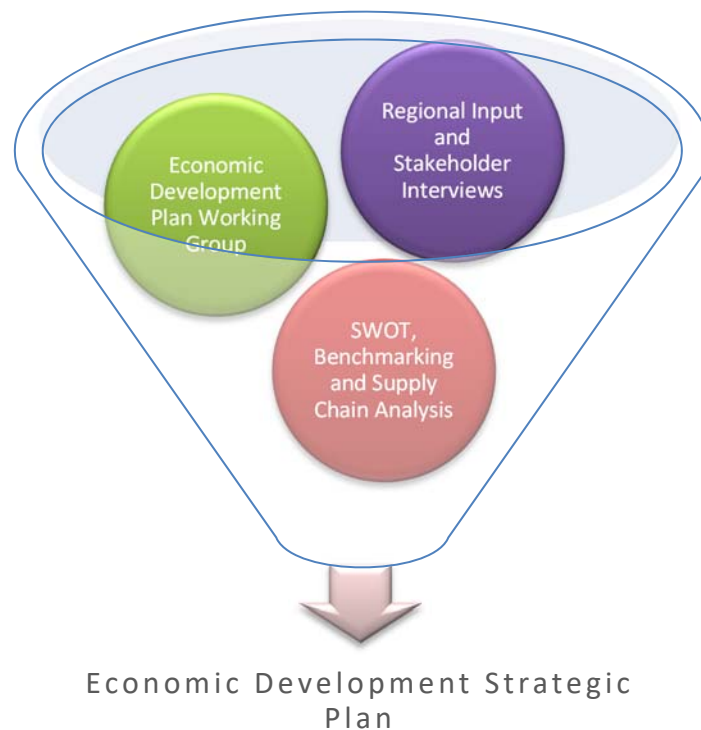 Regional Input
and
Stakeholder
Interviews
Economic
Development
Plan Working
Group
SWOT,
Benchmarking
and Supply
Chain Analysis
Economic Development Strategic
Plan